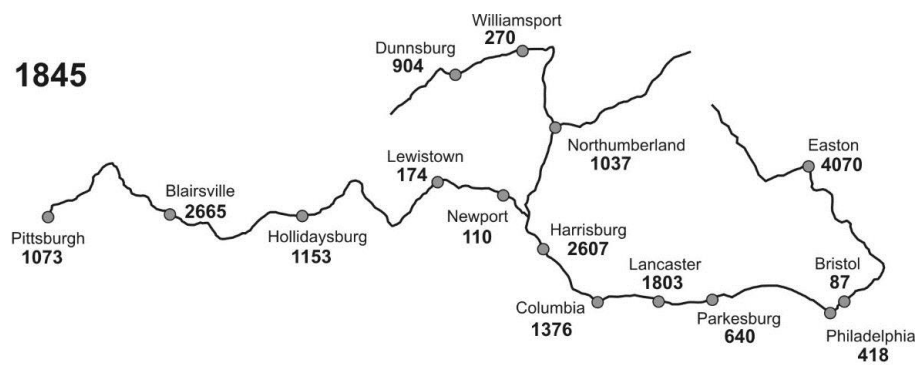 1845
Williamsport
270
Dunnsburg
904
Northumberland
1037
Easton
4070
Lewistown
174
Blairsville
2665
Newport
110
Pittsburgh
1073
Hollidaysburg
1153
Harrisburg
2607
Lancaster
1803
Bristol
87
Columbia
1376
Parkesburg
640
Philadelphia
418